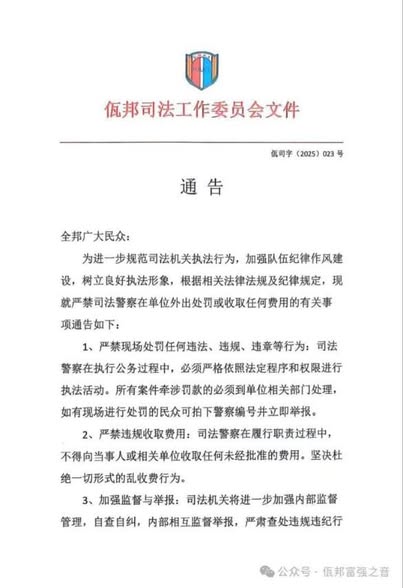 佤邦司法工作委员会文件
佤司字（2025）023 号
通 告
全邦广大民众：
为进一步规范司法机关执法行为，加强队伍纪律作风建
设，树立良好执法形象，根据相关法律法规及纪律规定，现
就严禁司法警察在单位外出处罚或收取任何费用的有关事
项通告如下：
1、严禁现场处罚任何违法、违规、违章等行为：司法
警察在执行公务过程中，必须严格依照法定程序和权限进行
执法活动。所有案件牵涉罚款的必须到单位相关部门处理，
如有现场进行处罚的民众可拍下警察编号并立即举报。
2、严禁违规收取费用：司法警察在履行职责过程中，
不得向当事人或相关单位收取任何未经批准的费用。坚决杜
绝一切形式的乱收费行为。
3、加强监督与举报：司法机关将进一步加强内部监督
管理，自查自纠，内部相互监督举报，严肃查处违规违纪行
公众号 · 佤邦富强之音